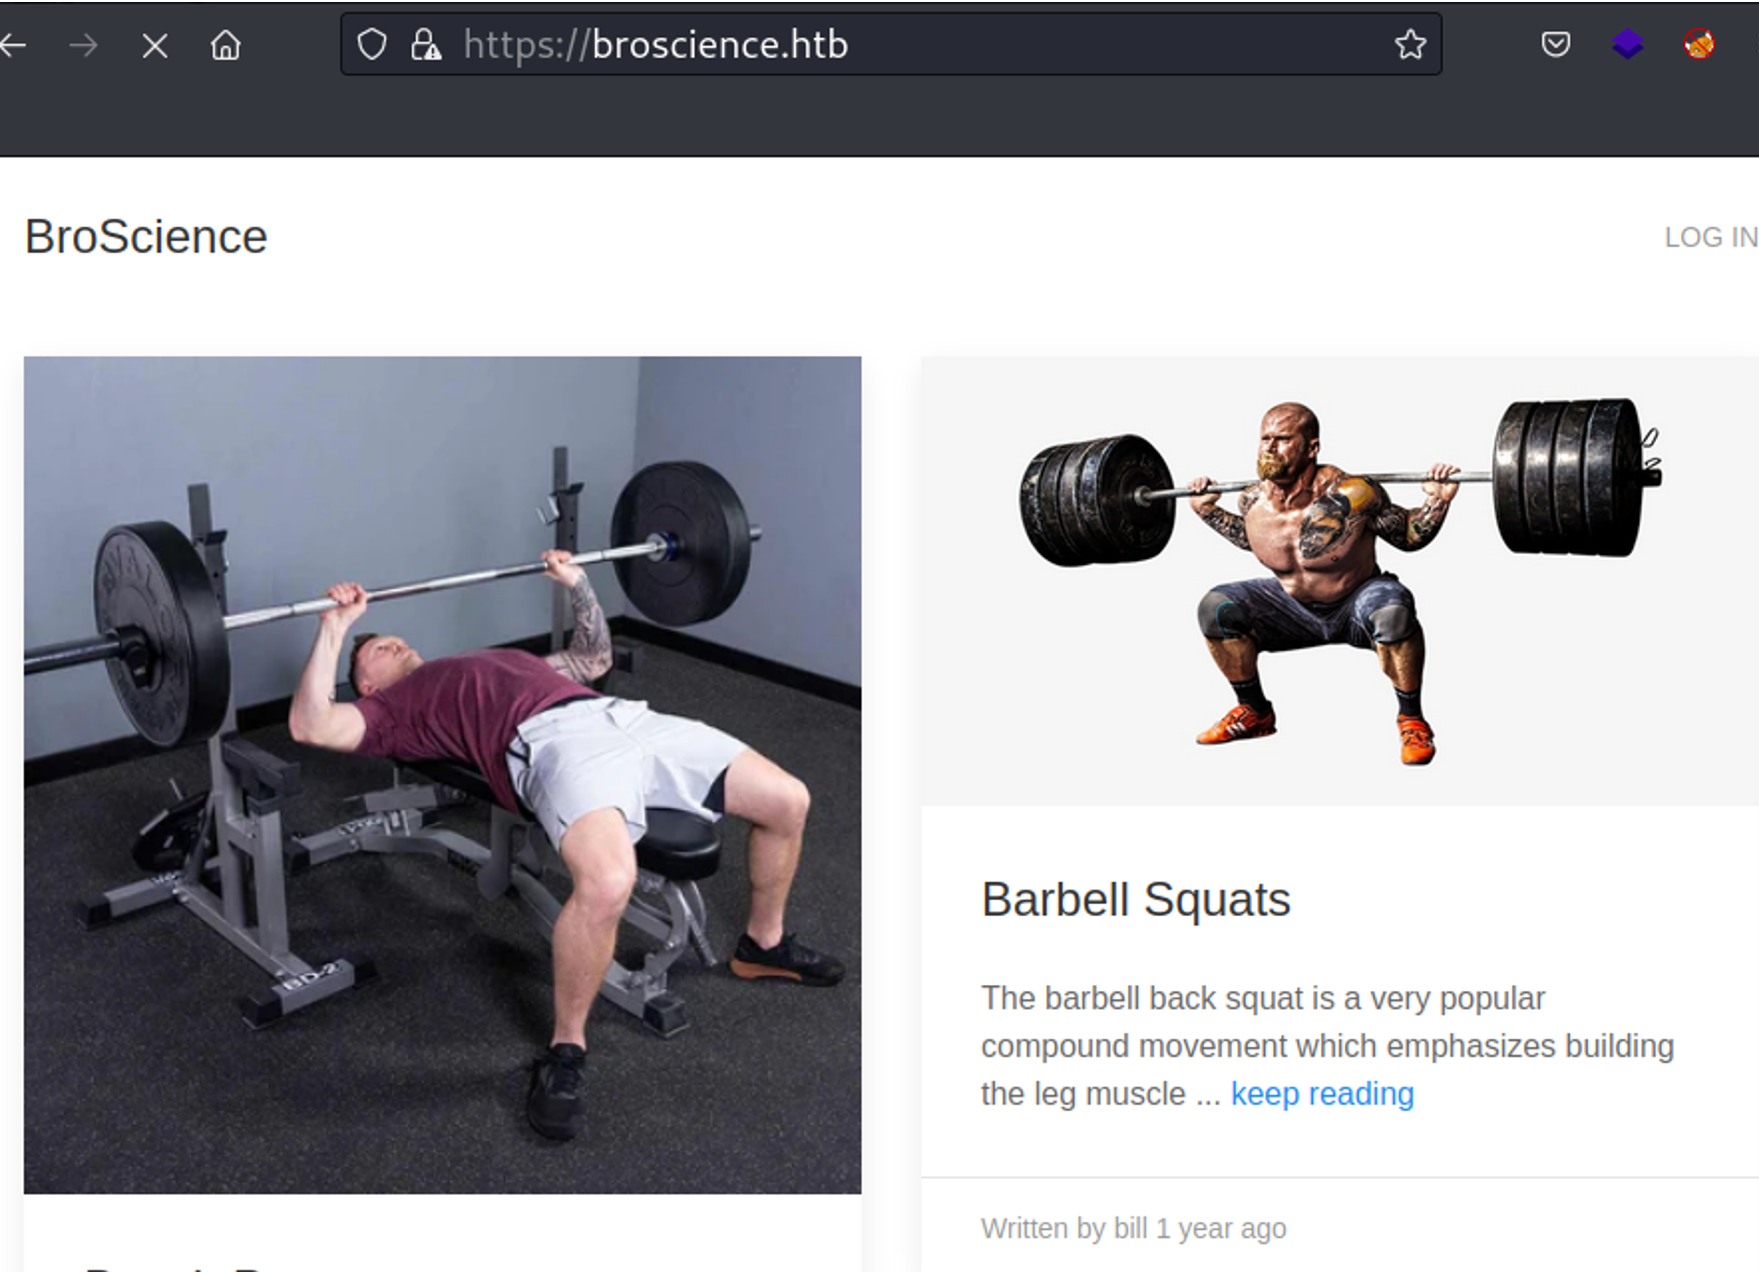 https://broscience.htb
BroScience
LOG IN
Barbell Squats
The barbell back squat is a very popular
compound movement which emphasizes building
the leg muscle ... keep reading
Written by bill 1 year ago